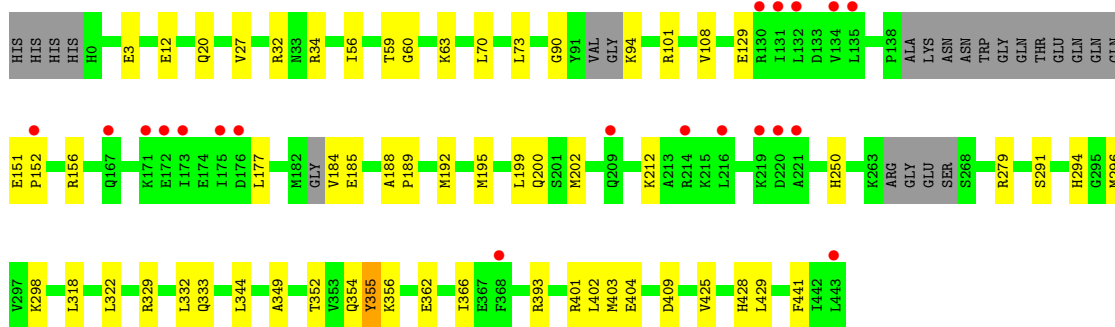 HIS HIS HIS HIS H0 E3 E12 Q20 V27 R32 N33 R34 I56 T59 G60 K63 L70 L73 G90 Y91 VAL GLY K94 R101 V108 E129 R130 I131 L132 D133 V134 L135 P138 ALA LYS ASN ASN TRP GLY GLN THR GLU GLN GLN
E151 P152 R156 Q167 K171 E172 I173 E174 I175 D176 L177 M182 GLY V184 E185 A188 P189 M192 M195 L199 Q200 S201 M202 Q209 K212 A213 R214 K215 L216 K219 D220 A221 H250 K263 ARG GLY GLU SER S268 R279 S291 H294 G295 M296
V297 K298 L318 L322 R329 L332 Q333 L344 A349 T352 V353 Q354 Y355 K356 E362 I366 E367 F368 R393 R401 L402 M403 E404 D409 V425 H428 L429 F441 I442 L443